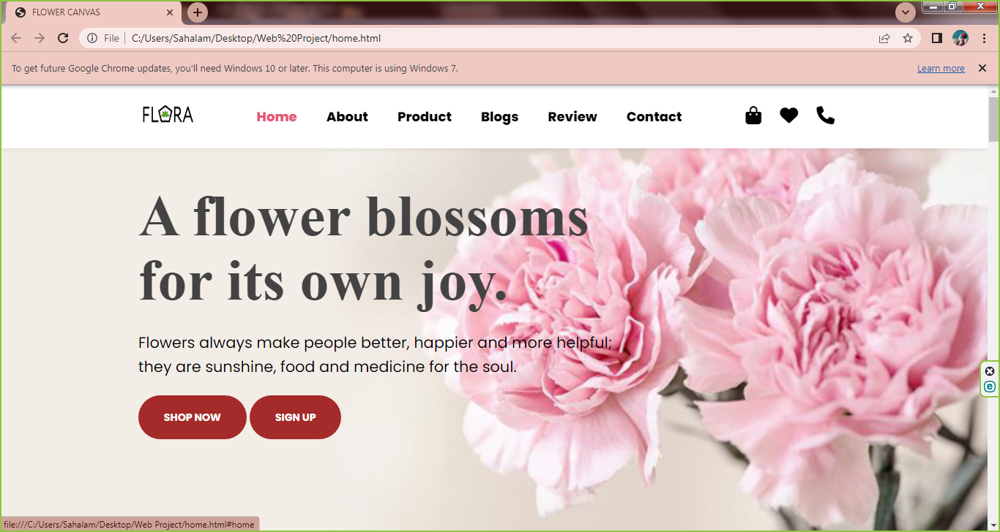 FLOWER CANVAS
File
C:/Users/Sahalam/Desktop/Web%20Project/home.html
To get future Google Chrome updates, you'll need Windows 10 or later. This computer is using Windows 7.
Learn more
FLORA
Home About Product Blogs Review Contact
A flower blossoms
for its own joy.
Flowers always make people better, happier and more helpful;
they are sunshine, food and medicine for the soul.
SHOP NOW
SIGN UP
e
file:///C:/Users/Sahalam/Desktop/Web Project/home.html#home